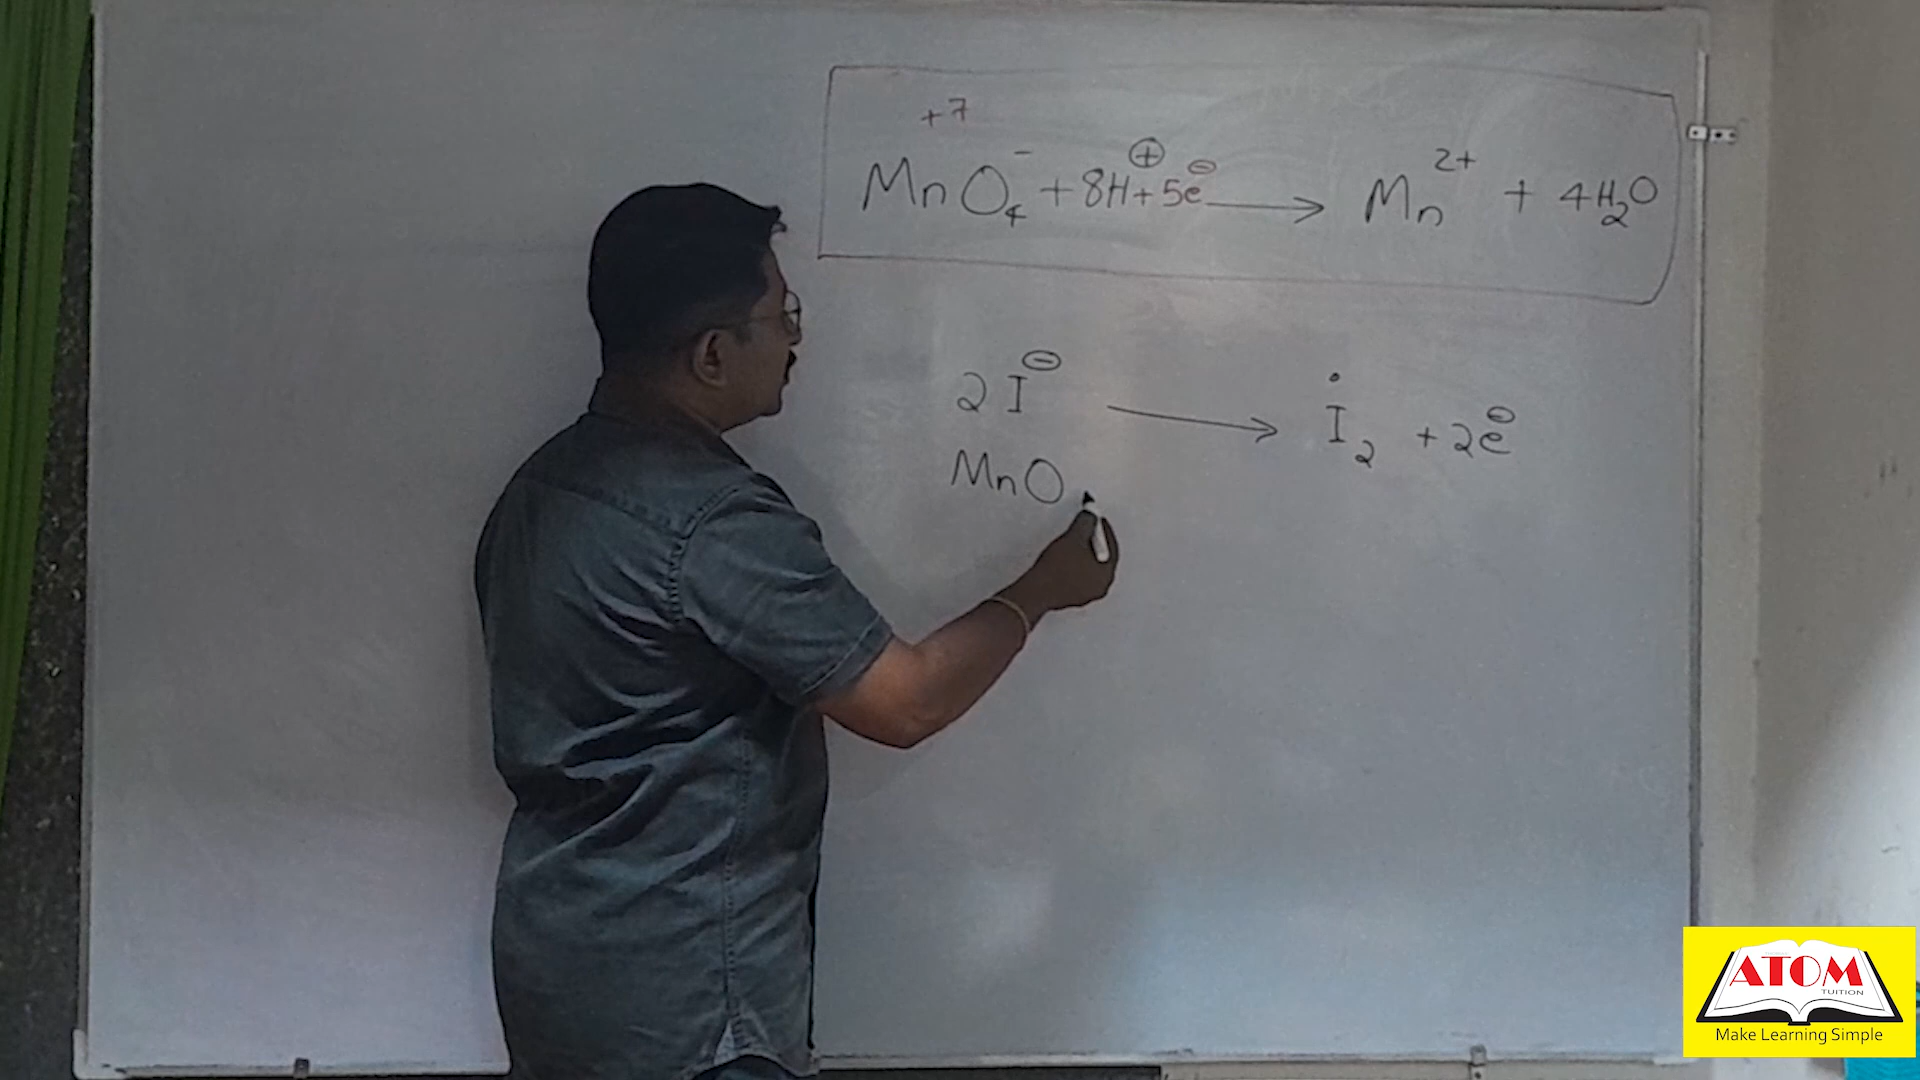 +7
MnO₄⁻ + 8H⊕ + 5e⊖ ⟶ Mn²⁺ + 4H₂O
2I⊖ ⟶ I₂ + 2e⊖
MnO
ATOM
TUITION
Make Learning Simple